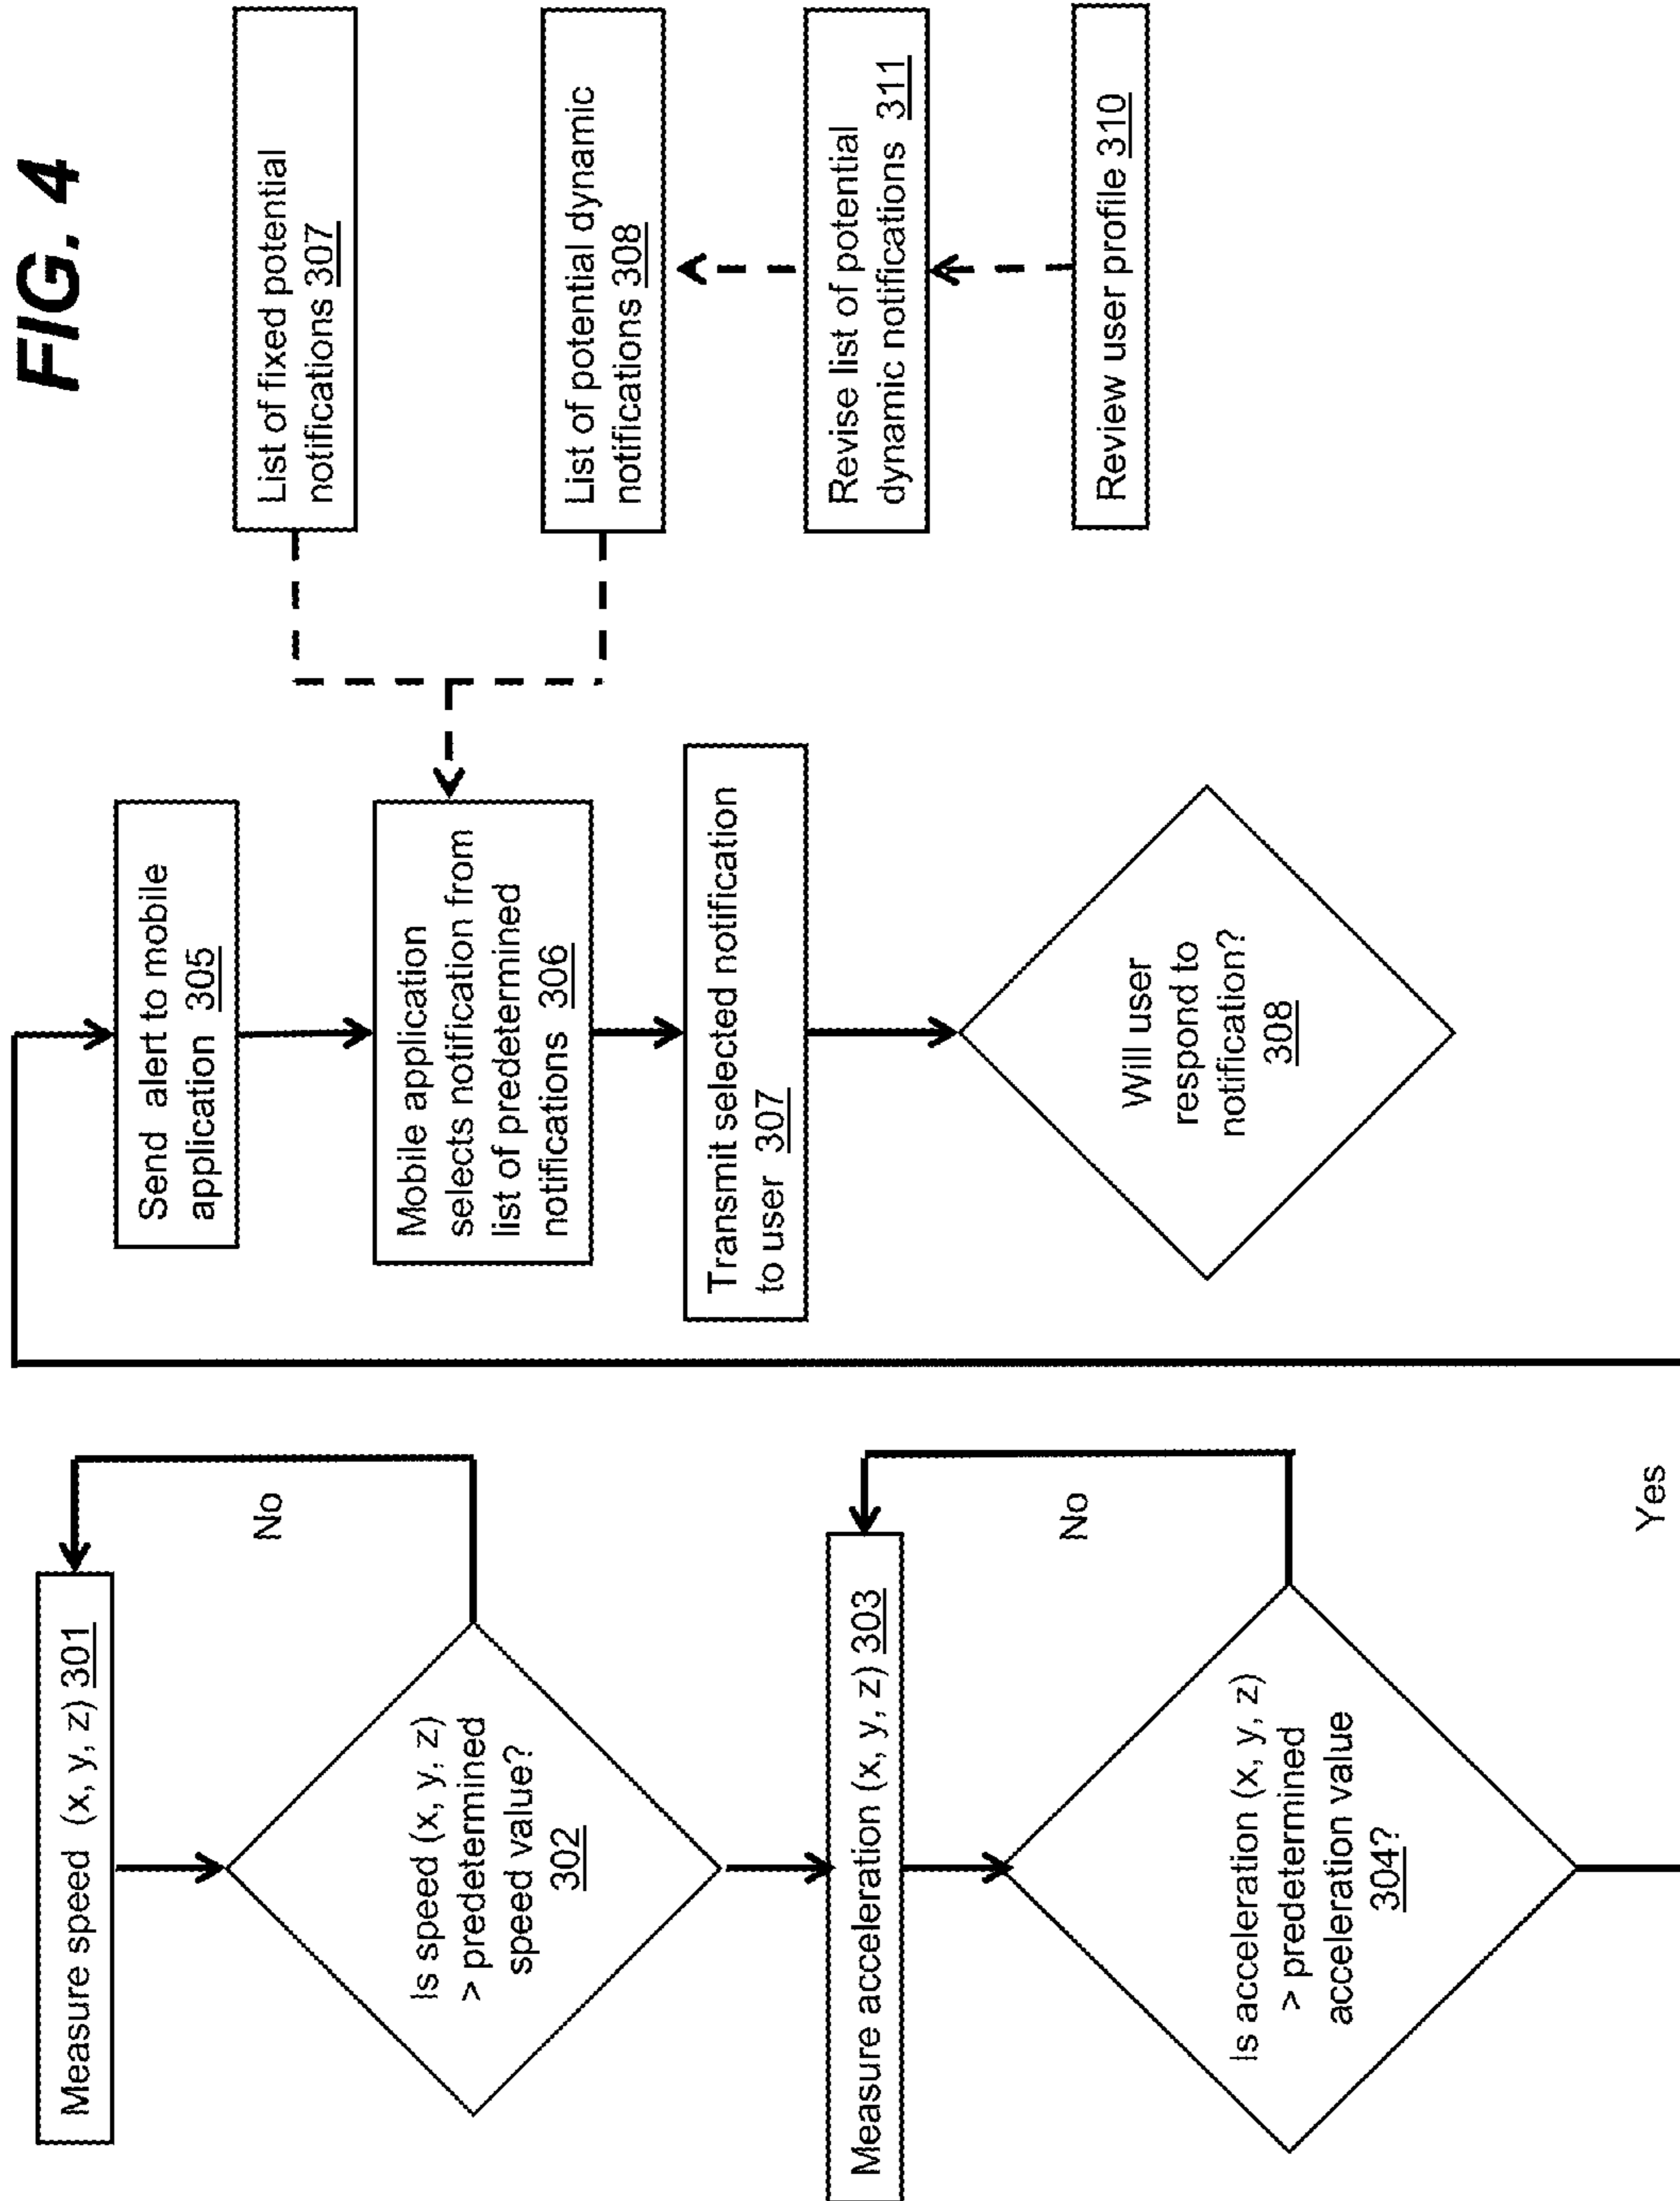 FIG. 4
Measure speed (x, y, z) 301
Is speed (x, y, z)
> predetermined
speed value?
302
No
Measure acceleration (x, y, z) 303
Is acceleration (x, y, z)
> predetermined
acceleration value
304?
No
Yes
Send alert to mobile
application 305
Mobile application
selects notification from
list of predetermined
notifications 306
Transmit selected notification
to user 307
Will user
respond to
notification?
308
List of fixed potential
notifications 307
List of potential dynamic
notifications 308
Revise list of potential
dynamic notifications 311
Review user profile 310